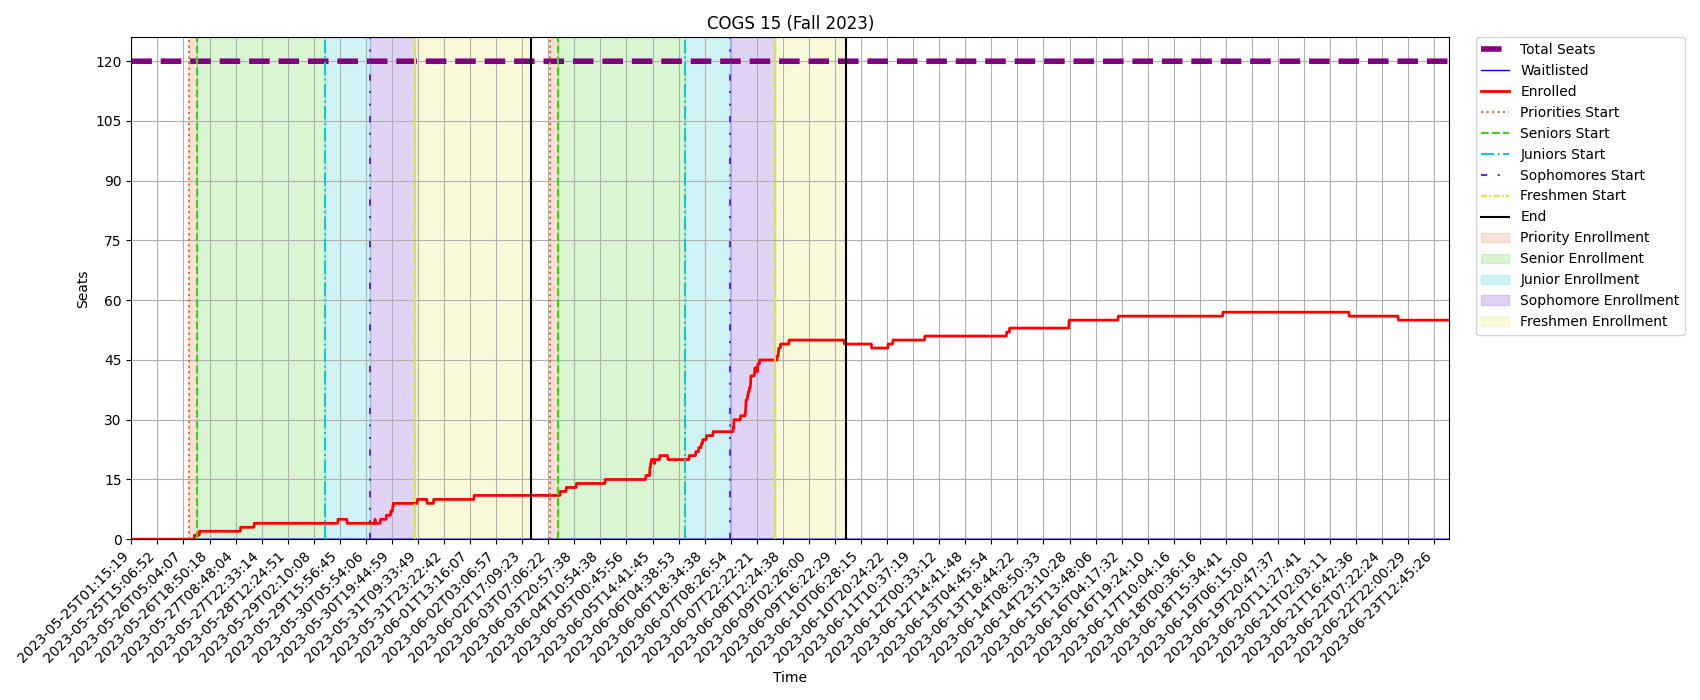 COGS 15 (Fall 2023)
Total Seats
Waitlisted
Enrolled
Priorities Start
Seniors Start
Juniors Start
Sophomores Start
Freshmen Start
End
Priority Enrollment
Senior Enrollment
Junior Enrollment
Sophomore Enrollment
Freshmen Enrollment
Seats
120
105
90
75
60
45
30
15
0
2023-05-25T01:15:19
2023-05-25T15:06:52
2023-05-26T05:04:07
2023-05-26T18:50:18
2023-05-27T08:48:04
2023-05-27T22:33:14
2023-05-28T12:24:51
2023-05-29T02:10:08
2023-05-29T15:56:45
2023-05-30T05:54:06
2023-05-30T19:44:59
2023-05-31T09:33:49
2023-05-31T23:22:42
2023-06-01T13:16:07
2023-06-02T03:06:57
2023-06-02T17:09:23
2023-06-03T07:06:22
2023-06-03T20:57:38
2023-06-04T10:54:38
2023-06-05T00:45:56
2023-06-05T14:41:45
2023-06-06T04:38:53
2023-06-06T18:34:38
2023-06-07T08:26:54
2023-06-07T22:22:21
2023-06-08T12:24:38
2023-06-09T02:26:00
2023-06-09T16:22:29
2023-06-10T06:28:15
2023-06-10T20:24:22
2023-06-11T10:37:19
2023-06-12T00:33:12
2023-06-12T14:41:48
2023-06-13T04:45:54
2023-06-13T18:44:22
2023-06-14T08:50:33
2023-06-14T23:10:28
2023-06-15T13:48:06
2023-06-16T04:17:32
2023-06-16T19:24:10
2023-06-17T10:04:16
2023-06-18T00:36:16
2023-06-18T15:34:41
2023-06-19T06:15:00
2023-06-19T20:47:37
2023-06-20T11:27:41
2023-06-21T02:03:11
2023-06-21T16:42:36
2023-06-22T07:22:24
2023-06-22T22:00:29
2023-06-23T12:45:26
Time